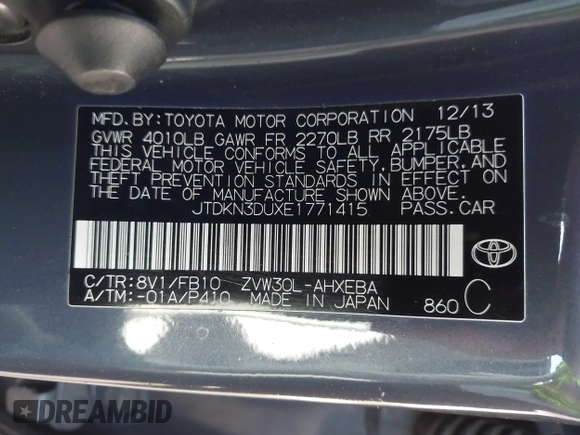 MFD.BY:TOYOTA MOTOR CORPORATION 12/13
GVWR 4010LB GAWR FR 2270LB RR 2175LB
THIS VEHICLE CONFORMS TO ALL APPLICABLE
FEDERAL MOTOR VEHICLE SAFETY,BUMPER,AND
THEFT PREVENTION STANDARDS IN EFFECT ON
THE DATE OF MANUFACTURE SHOWN ABOVE.
JTDKN3DUXE1771415 PASS.CAR
C/TR:8V1/FB10 ZVW30L-AHXEBA
A/TM:-01A/P410 MADE IN JAPAN 860 C
DREAMBID